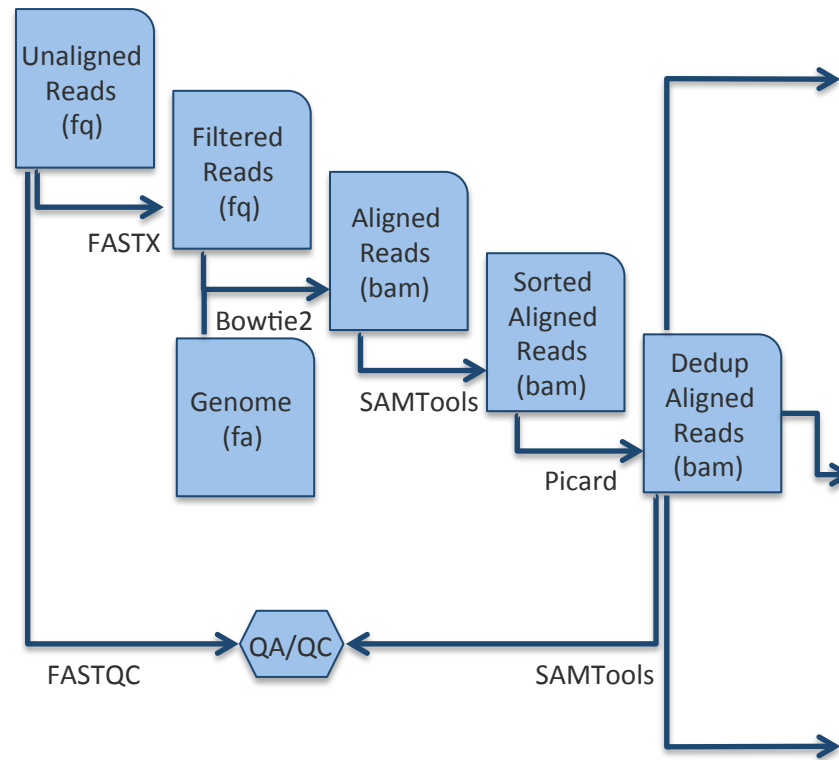 Unaligned
Reads
(fq)
FASTX
Filtered
Reads
(fq)
Bowtie2
Genome
(fa)
Aligned
Reads
(bam)
SAMTools
Sorted
Aligned
Reads
(bam)
Picard
Dedup
Aligned
Reads
(bam)
FASTQC
QA/QC
SAMTools